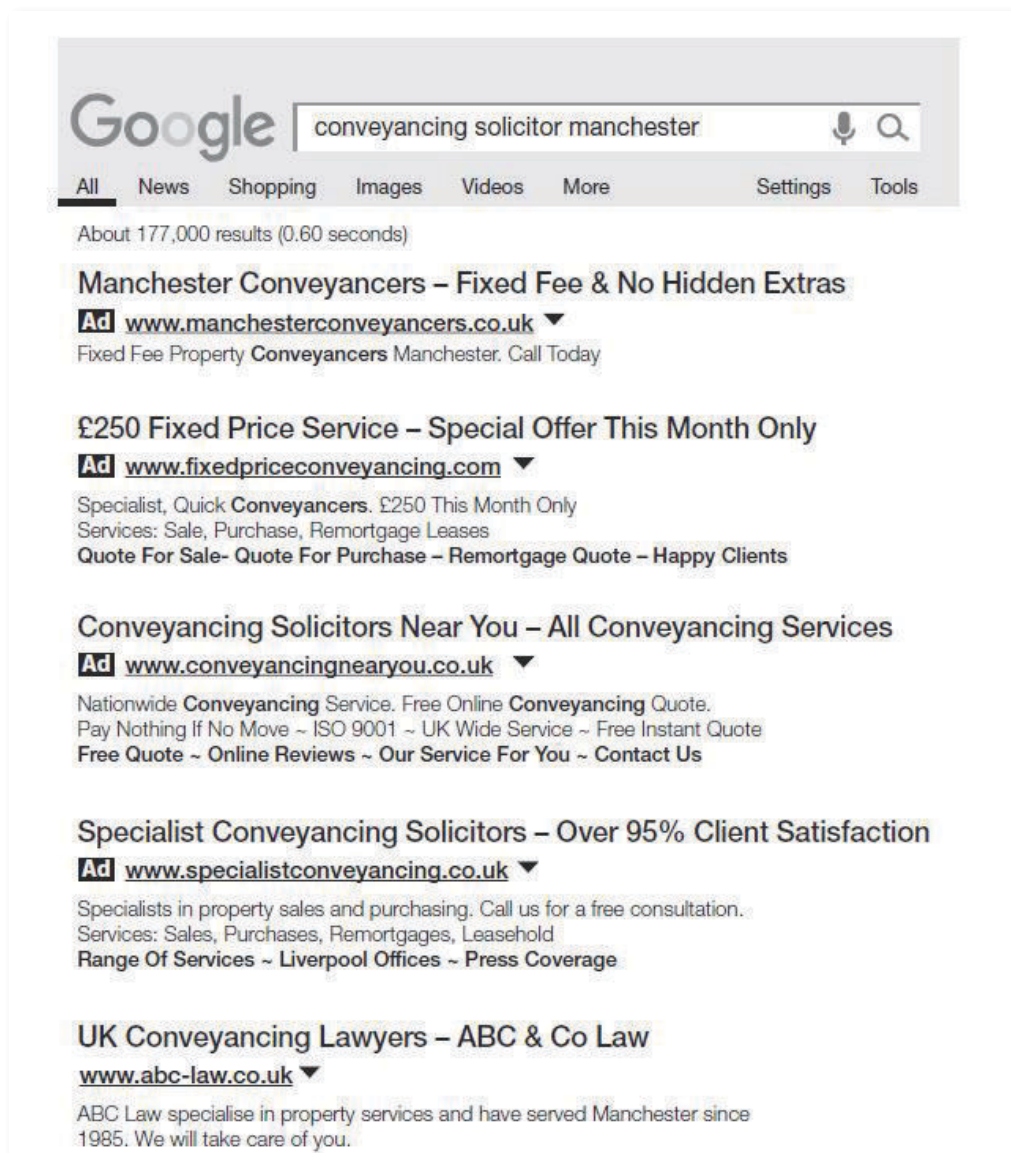 Google conveyancing solicitor manchester
All News Shopping Images Videos More Settings Tools
About 177,000 results (0.60 seconds)
Manchester Conveyancers – Fixed Fee & No Hidden Extras
Ad www.manchesterconveyancers.co.uk
Fixed Fee Property Conveyancers Manchester. Call Today
£250 Fixed Price Service – Special Offer This Month Only
Ad www.fixedpriceconveyancing.com
Specialist, Quick Conveyancers. £250 This Month Only
Services: Sale, Purchase, Remortgage Leases
Quote For Sale- Quote For Purchase – Remortgage Quote – Happy Clients
Conveyancing Solicitors Near You – All Conveyancing Services
Ad www.conveyancingnearyou.co.uk
Nationwide Conveyancing Service. Free Online Conveyancing Quote.
Pay Nothing If No Move ~ ISO 9001 ~ UK Wide Service ~ Free Instant Quote
Free Quote ~ Online Reviews ~ Our Service For You ~ Contact Us
Specialist Conveyancing Solicitors – Over 95% Client Satisfaction
Ad www.specialistconveyancing.co.uk
Specialists in property sales and purchasing. Call us for a free consultation.
Services: Sales, Purchases, Remortgages, Leasehold
Range Of Services ~ Liverpool Offices ~ Press Coverage
UK Conveyancing Lawyers – ABC & Co Law
www.abc-law.co.uk
ABC Law specialise in property services and have served Manchester since
1985. We will take care of you.